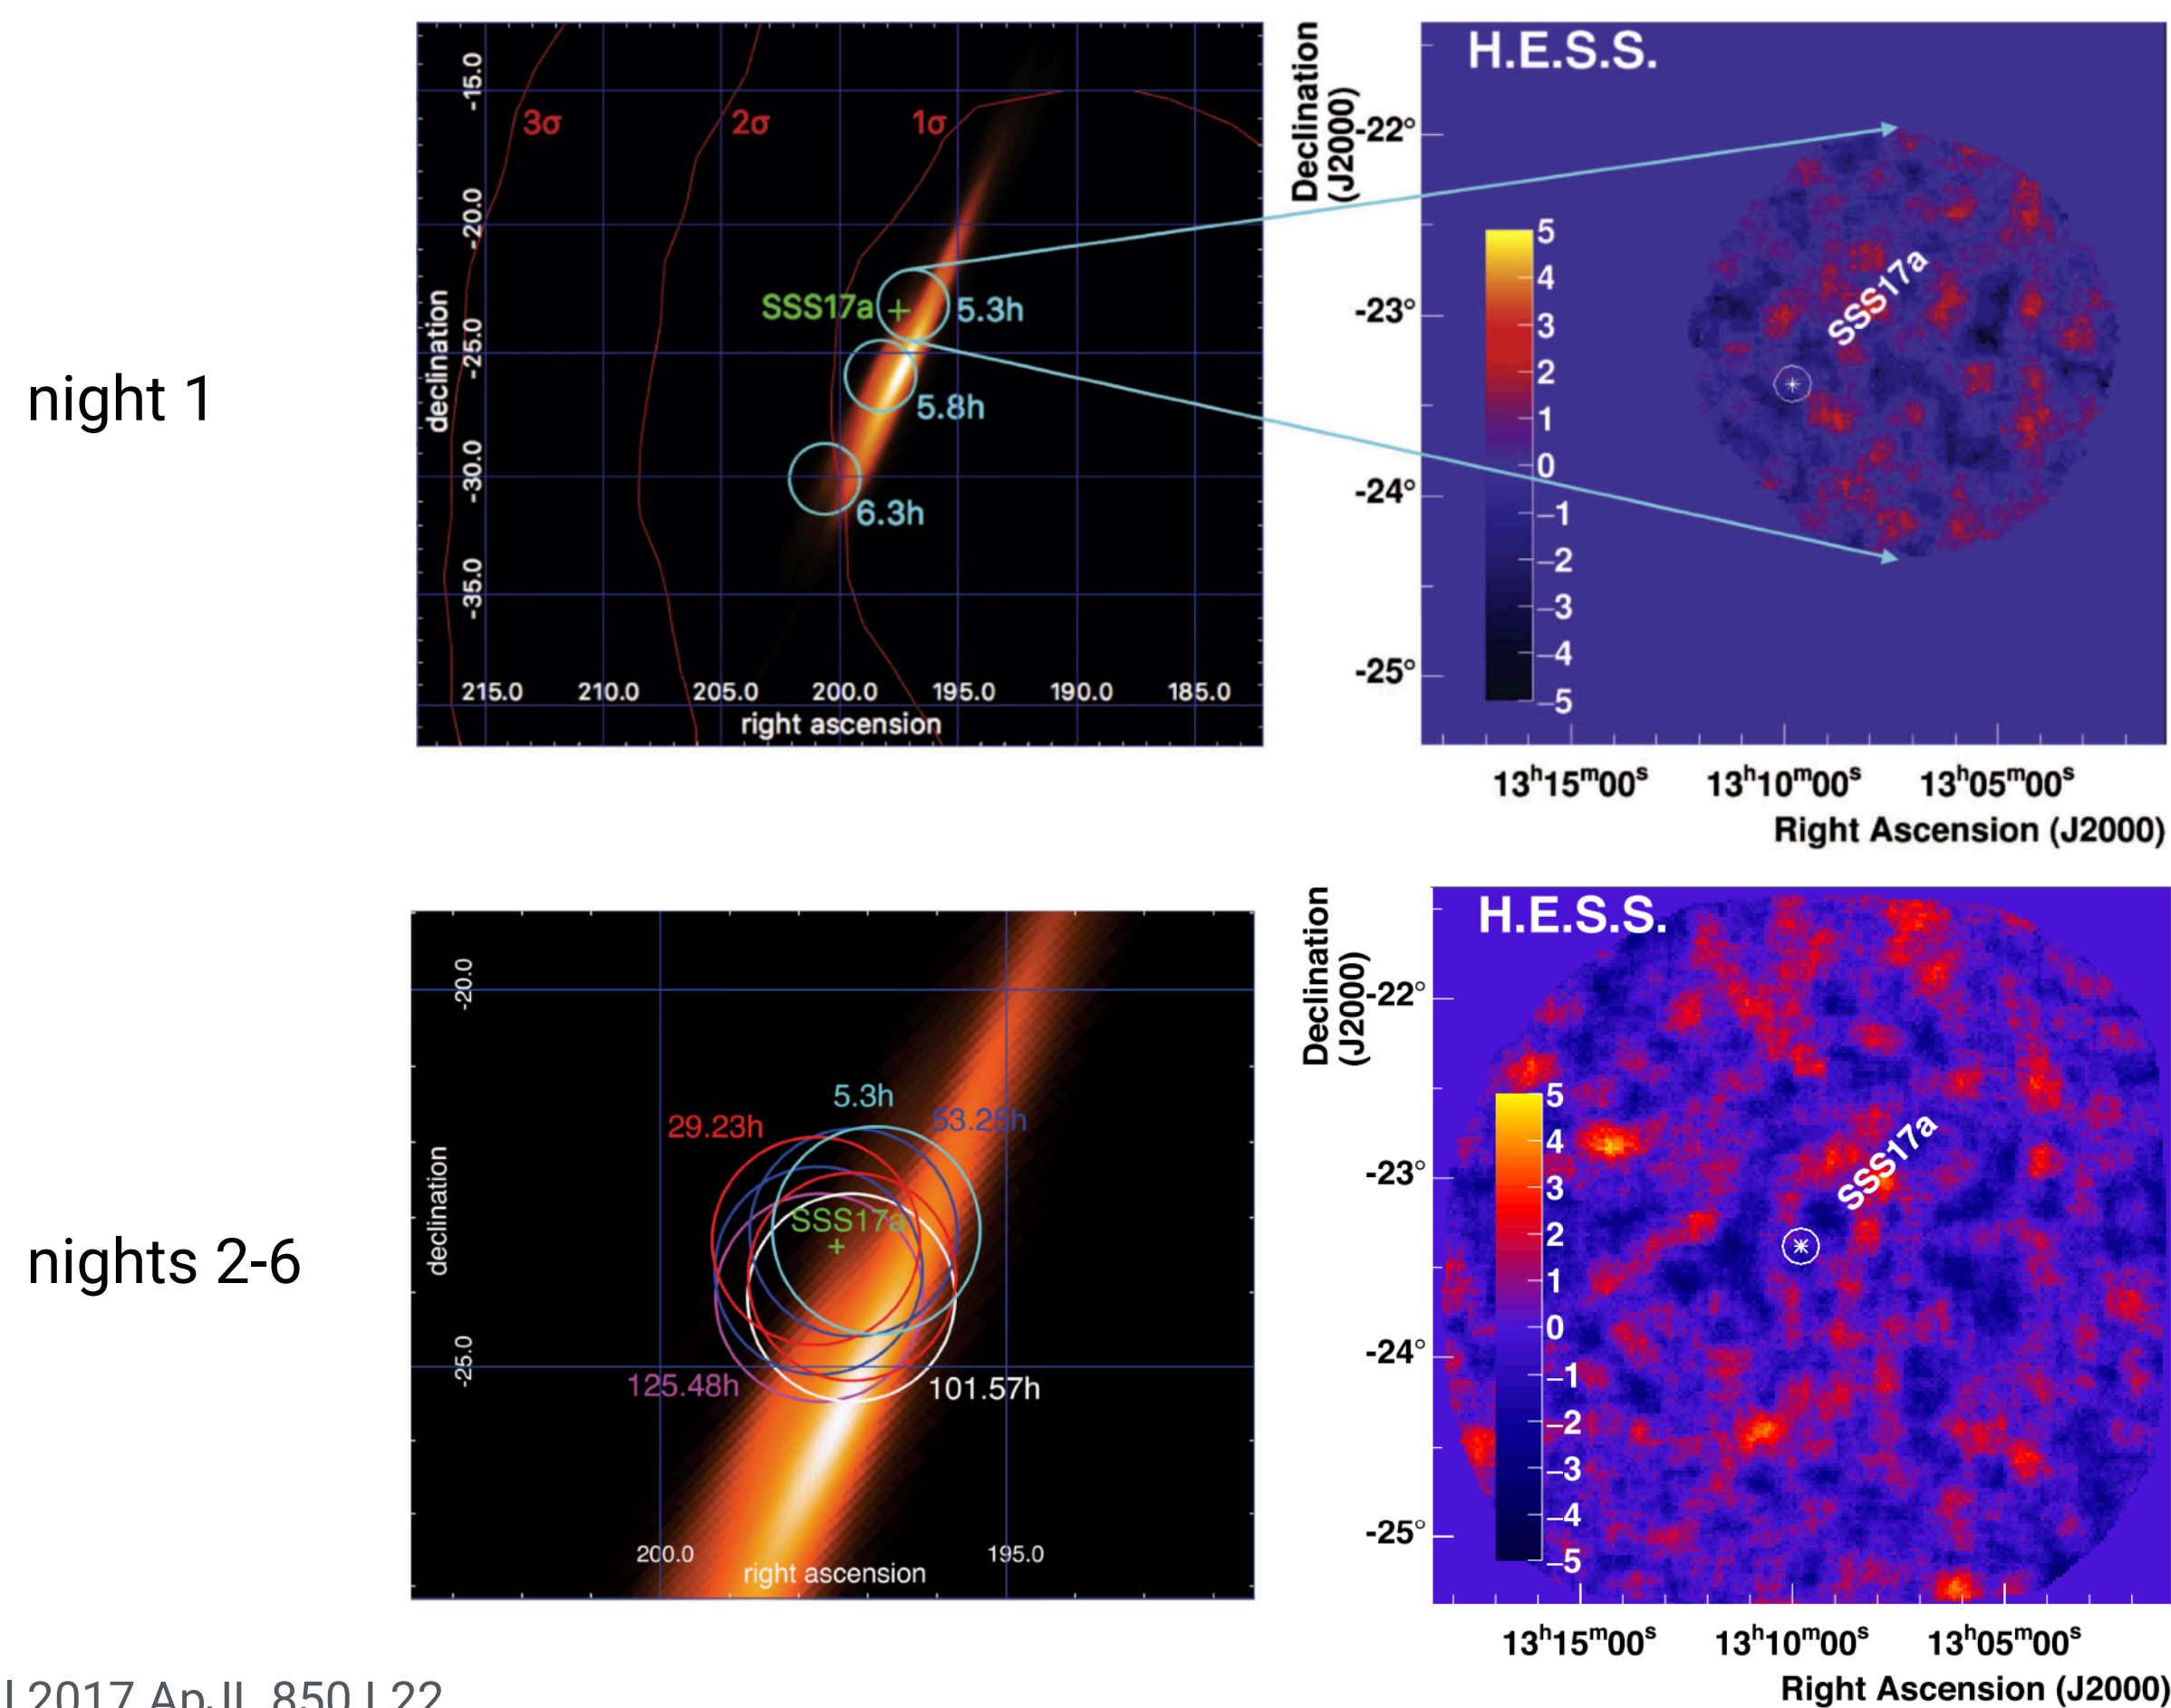 night 1
3σ
2σ
1σ
SSS17a
5.3h
5.8h
6.3h
declination
-15.0
-20.0
-25.0
-30.0
-35.0
215.0 210.0 205.0 200.0 195.0 190.0 185.0
right ascension
H.E.S.S.
Declination
(J2000)
-22°
-23°
-24°
-25°
5
4
3
2
1
0
−1
−2
−3
−4
−5
SSS17a
13h15m00s 13h10m00s 13h05m00s
Right Ascension (J2000)
nights 2-6
5.3h
29.23h
53.25h
SSS17a
125.48h
101.57h
declination
-20.0
-25.0
200.0 195.0
right ascension
H.E.S.S.
Declination
(J2000)
-22°
-23°
-24°
-25°
5
4
3
2
1
0
−1
−2
−3
−4
−5
SSS17a
13h15m00s 13h10m00s 13h05m00s
Right Ascension (J2000)
2017 ApJL 850 L22